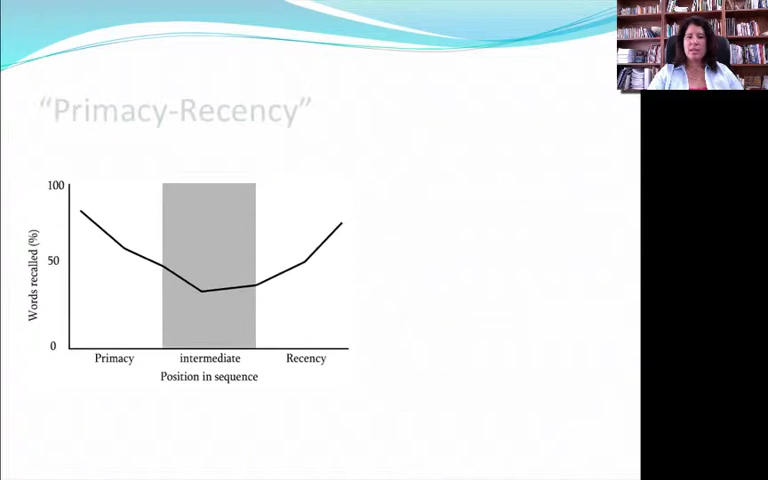 “Primacy-Recency”
100
50
0
Words recalled (%)
Primacy intermediate Recency
Position in sequence